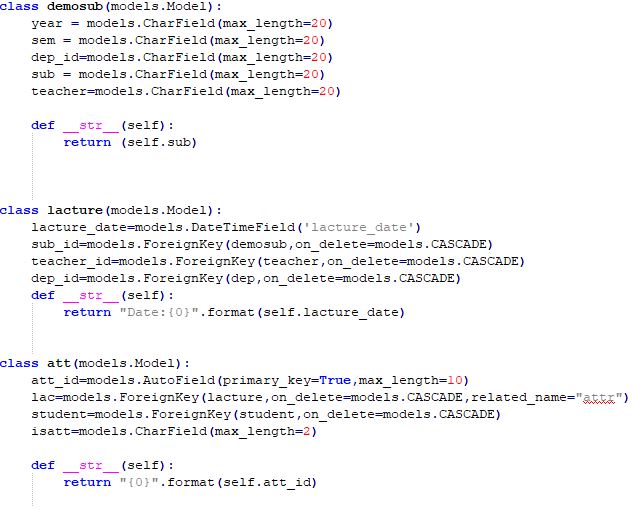 class demosub(models.Model):
    year = models.CharField(max_length=20)
    sem = models.CharField(max_length=20)
    dep_id=models.CharField(max_length=20)
    sub = models.CharField(max_length=20)
    teacher=models.CharField(max_length=20)
    def __str__(self):
        return (self.sub)
class lacture(models.Model):
    lacture_date=models.DateTimeField('lacture_date')
    sub_id=models.ForeignKey(demosub,on_delete=models.CASCADE)
    teacher_id=models.ForeignKey(teacher,on_delete=models.CASCADE)
    dep_id=models.ForeignKey(dep,on_delete=models.CASCADE)
    def __str__(self):
        return "Date:{0}".format(self.lacture_date)
class att(models.Model):
    att_id=models.AutoField(primary_key=True,max_length=10)
    lac=models.ForeignKey(lacture,on_delete=models.CASCADE,related_name="attr")
    student=models.ForeignKey(student,on_delete=models.CASCADE)
    isatt=models.CharField(max_length=2)
    def __str__(self):
        return "{0}".format(self.att_id)